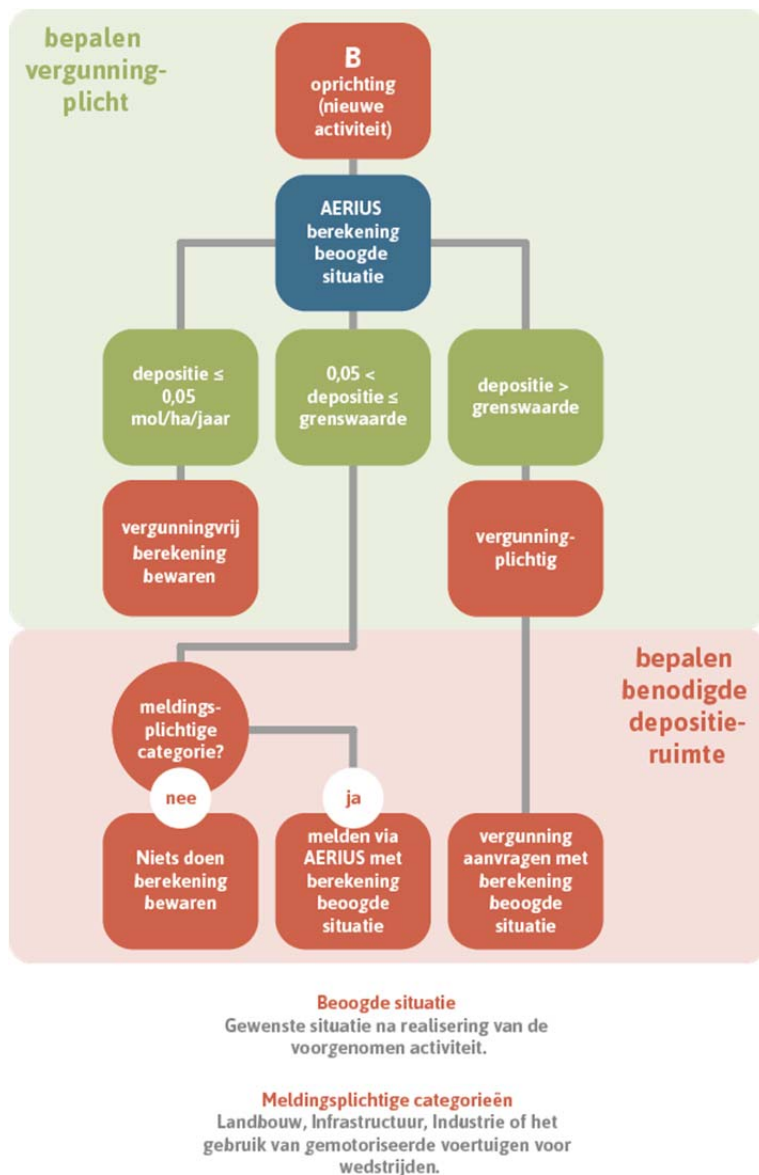 bepalen
vergunning-
plicht
B
oprichting
(nieuwe
activiteit)
AERIUS
berekening
beoogde
situatie
depositie ≤
0,05
mol/ha/jaar
0,05 <
depositie ≤
grenswaarde
depositie >
grenswaarde
vergunningvrij
berekening
bewaren
vergunning-
plichtig
bepalen
benodigde
depositie-
ruimte
meldings-
plichtige
categorie?
nee
ja
Niets doen
berekening
bewaren
melden via
AERIUS met
berekening
beoogde
situatie
vergunning
aanvragen met
berekening
beoogde
situatie
Beoogde situatie
Gewenste situatie na realisering van de
voorgenomen activiteit.
Meldingsplichtige categorieën
Landbouw, Infrastructuur, Industrie of het
gebruik van gemotoriseerde voertuigen voor
wedstrijden.